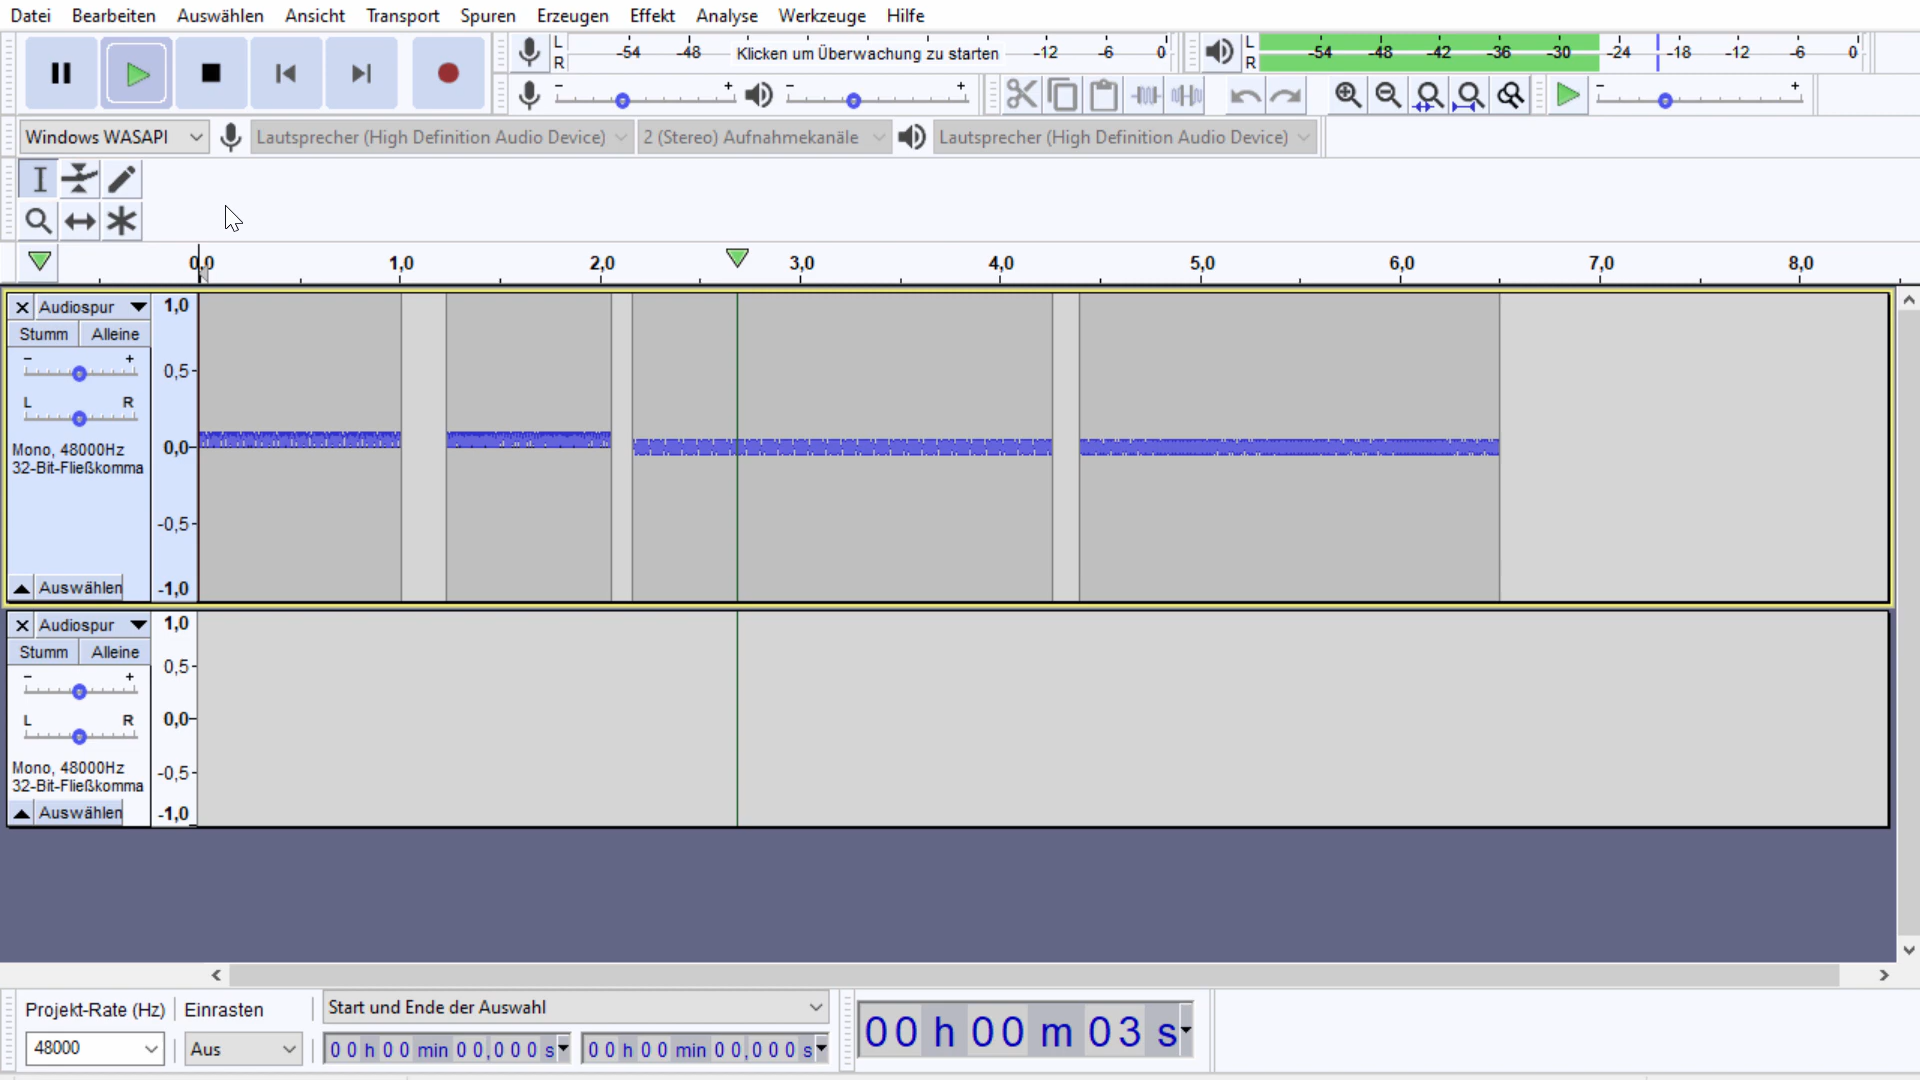 Datei Bearbeiten Auswählen Ansicht Transport Spuren Erzeugen Effekt Analyse Werkzeuge Hilfe
L R -54 -48 Klicken um Überwachung zu starten -12 -6 0
L R -54 -48 -42 -36 -30 -24 -18 -12 -6 0
- + - + - +
Windows WASAPI Lautsprecher (High Definition Audio Device) 2 (Stereo) Aufnahmekanäle Lautsprecher (High Definition Audio Device)
0,0 1,0 2,0 3,0 4,0 5,0 6,0 7,0 8,0
Audiospur 1,0
Stumm Alleine
- +
0,5
L R
Mono, 48000Hz 0,0
32-Bit-Fließkomma
-0,5
Auswählen -1,0
Audiospur 1,0
Stumm Alleine
0,5
- +
L R 0,0
Mono, 48000Hz -0,5
32-Bit-Fließkomma
Auswählen -1,0
Projekt-Rate (Hz) Einrasten Start und Ende der Auswahl
48000 Aus 00 h 00 min 00,000 s 00 h 00 min 00,000 s
00 h 00 m 03 s